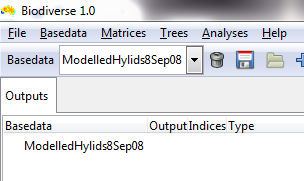 Biodiverse 1.0
File Basedata Matrices Trees Analyses Help
Basedata ModelledHylids8Sep08
Outputs
Basedata Output Indices Type
ModelledHylids8Sep08